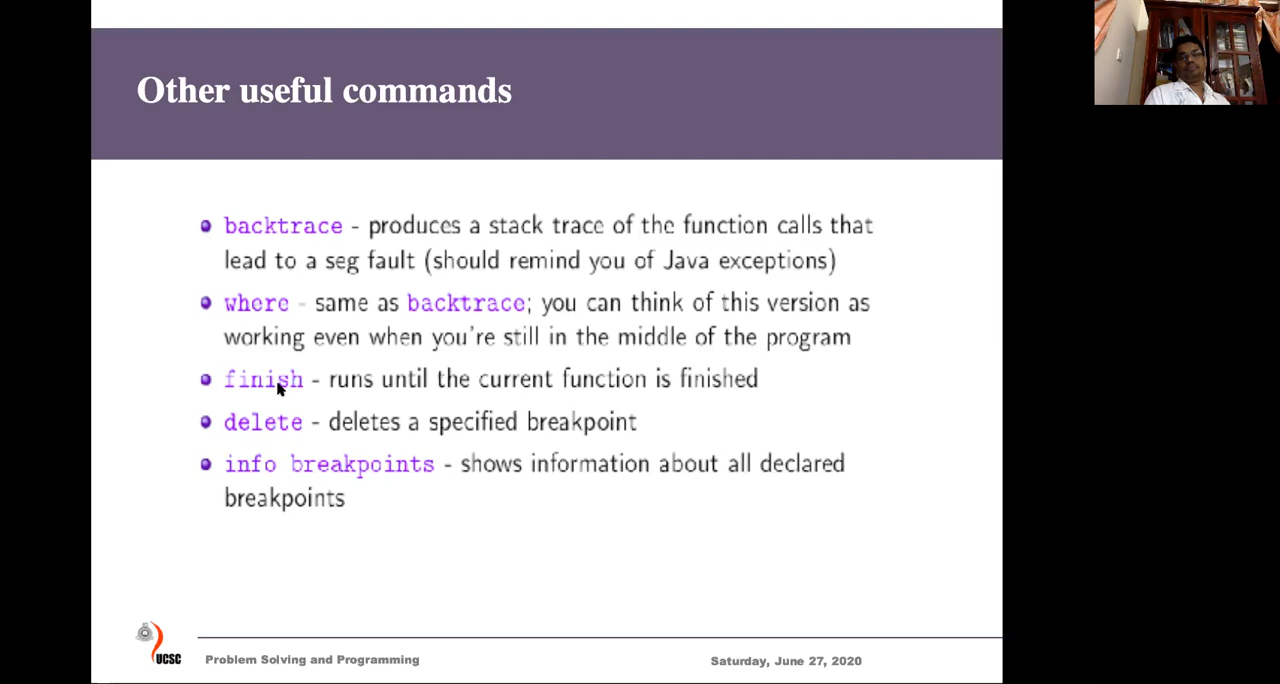 Other useful commands
backtrace - produces a stack trace of the function calls that
lead to a seg fault (should remind you of Java exceptions)
where - same as backtrace; you can think of this version as
working even when you're still in the middle of the program
finish - runs until the current function is finished
delete - deletes a specified breakpoint
info breakpoints - shows information about all declared
breakpoints
UCSC
Problem Solving and Programming
Saturday, June 27, 2020